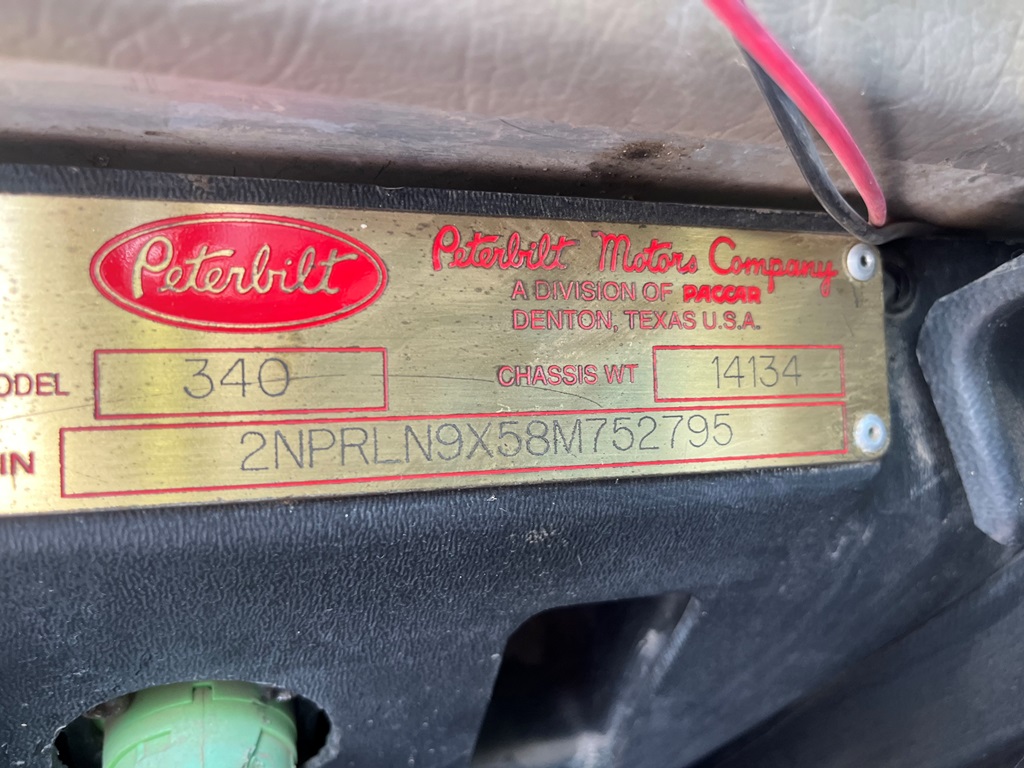 Peterbilt
Peterbilt Motors Company
A DIVISION OF PACCAR
DENTON, TEXAS U.S.A.
ODEL 340
CHASSIS WT 14134
IN 2NPRLN9X58M752795